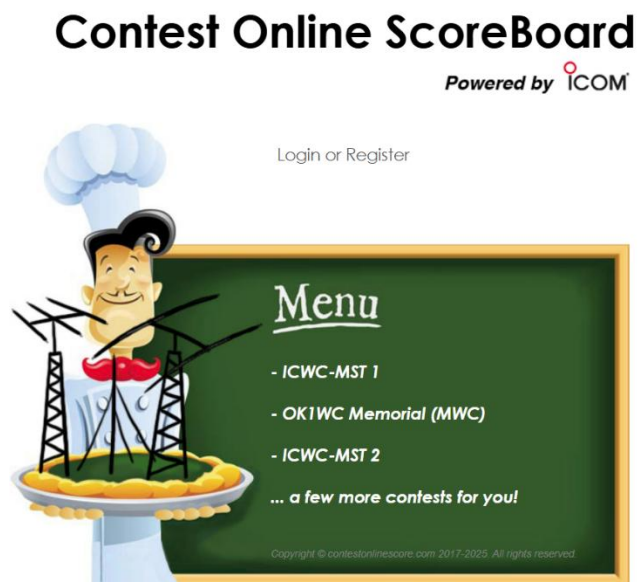 Contest Online ScoreBoard
Powered by ICOM
Login or Register
Menu
- ICWC-MST 1
- OK1WC Memorial (MWC)
- ICWC-MST 2
... a few more contests for you!
Copyright © contestonlinescore.com 2017-2025. All rights reserved.